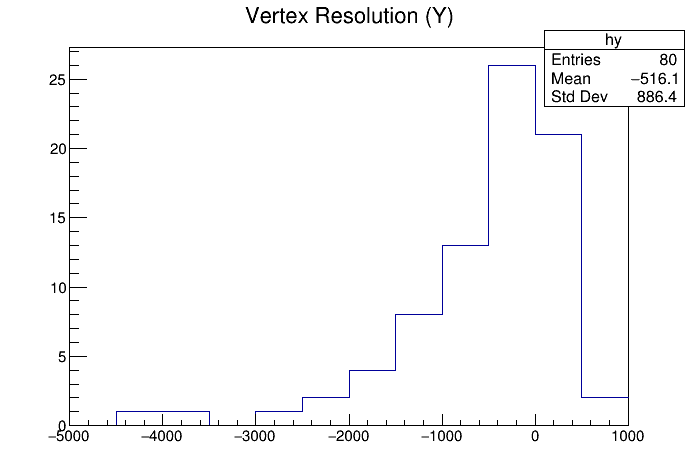 Vertex Resolution (Y)
hy
Entries 80
Mean −516.1
Std Dev 886.4
25
20
15
10
5
0
−5000 −4000 −3000 −2000 −1000 0 1000